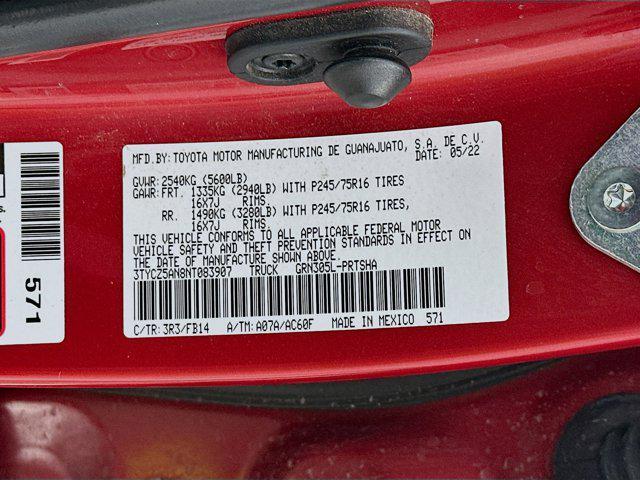 MFD.BY:TOYOTA MOTOR MANUFACTURING DE GUANAJUATO, S.A. DE C.V.
DATE: 05/22
GVWR:2540KG (5600LB)
GAWR:FRT. 1335KG (2940LB) WITH P245/75R16 TIRES
16X7J RIMS.
RR. 1490KG (3280LB) WITH P245/75R16 TIRES,
16X7J RIMS.
THIS VEHICLE CONFORMS TO ALL APPLICABLE FEDERAL MOTOR
VEHICLE SAFETY AND THEFT PREVENTION STANDARDS IN EFFECT ON
THE DATE OF MANUFACTURE SHOWN ABOVE.
3TYCZ5AN8NT083907 TRUCK GRN305L-PRTSHA
C/TR:3R3/FB14 A/TM:A07A/AC60F MADE IN MEXICO 571
571